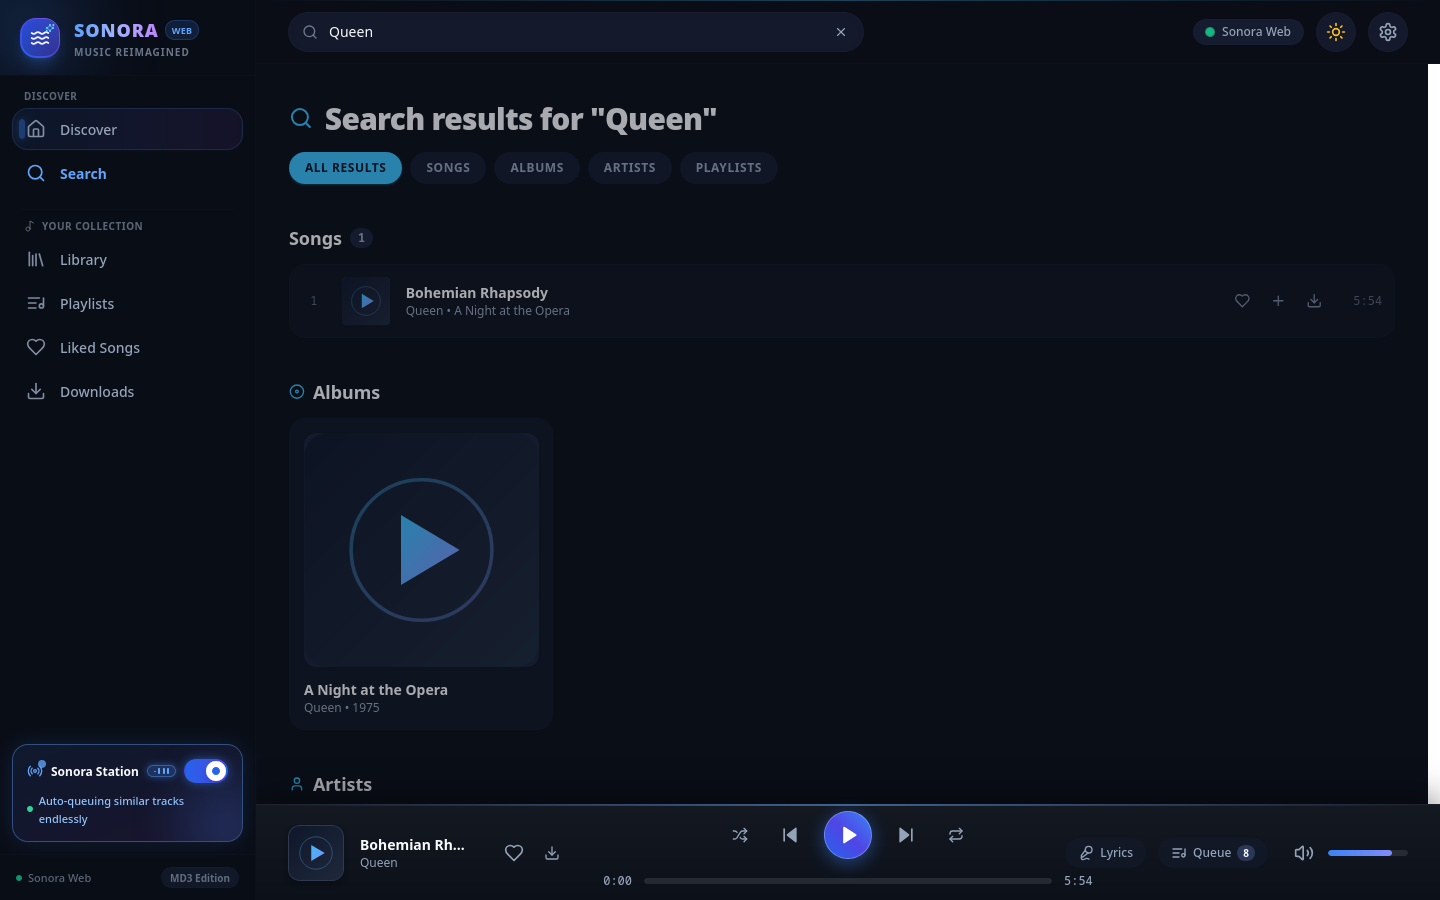 SONORA WEB
MUSIC REIMAGINED
DISCOVER
Discover
Search
YOUR COLLECTION
Library
Playlists
Liked Songs
Downloads
Sonora Station
Auto-queuing similar tracks
endlessly
Sonora Web
MD3 Edition
Queen
Sonora Web
Search results for "Queen"
ALL RESULTS
SONGS
ALBUMS
ARTISTS
PLAYLISTS
Songs 1
1
Bohemian Rhapsody
Queen • A Night at the Opera
5:54
Albums
A Night at the Opera
Queen • 1975
Artists
Bohemian Rh...
Queen
0:00
5:54
Lyrics
Queue 8